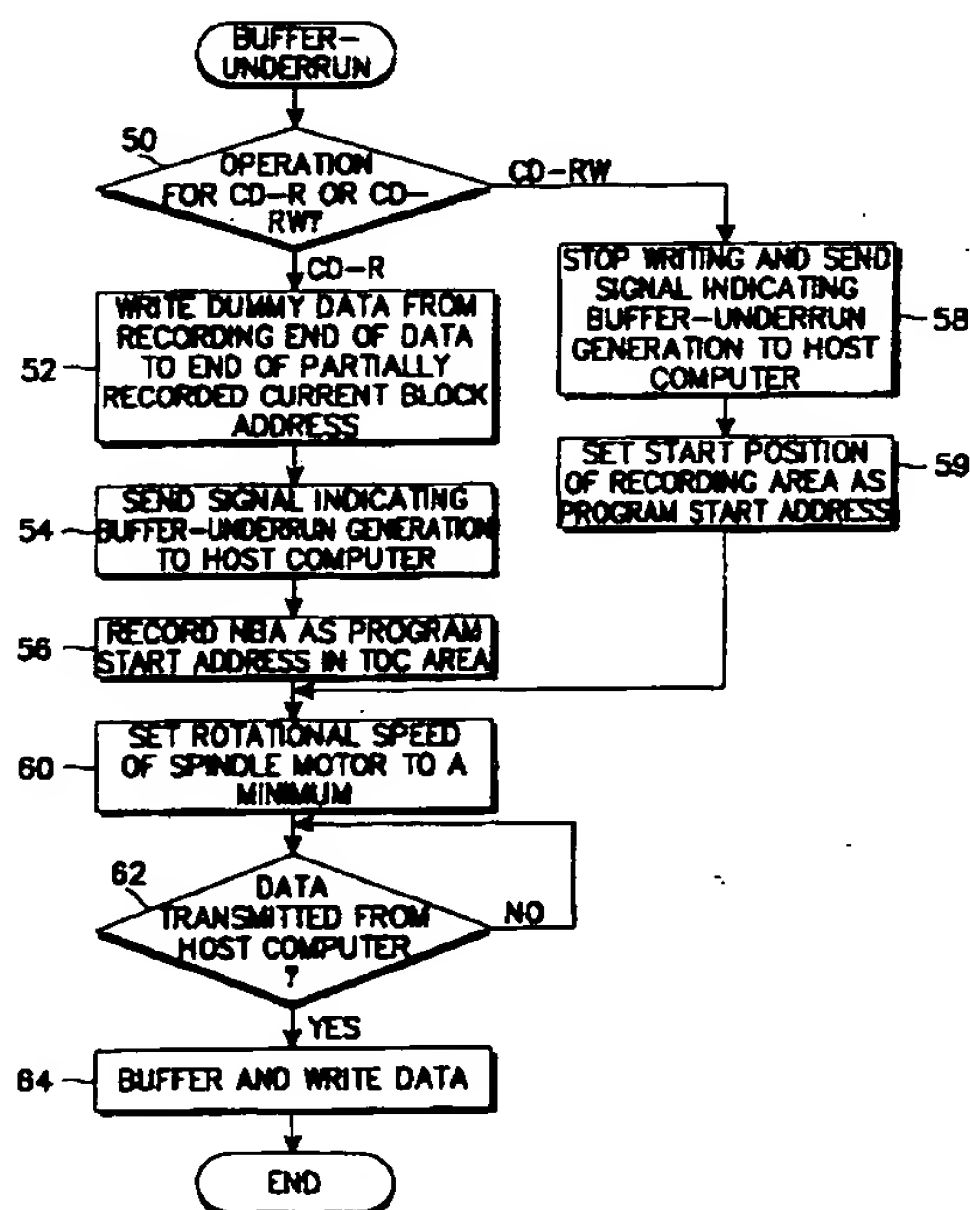 BUFFER-
UNDERRUN
50
OPERATION
FOR CD-R OR CD-
RW?
CD-RW
CD-R
WRITE DUMMY DATA FROM
RECORDING END OF DATA
TO END OF PARTIALLY
RECORDED CURRENT BLOCK
ADDRESS
52
STOP WRITING AND SEND
SIGNAL INDICATING
BUFFER-UNDERRUN
GENERATION TO HOST
COMPUTER
58
SEND SIGNAL INDICATING
BUFFER-UNDERRUN GENERATION
TO HOST COMPUTER
54
SET START POSITION
OF RECORDING AREA AS
PROGRAM START ADDRESS
59
RECORD NBA AS PROGRAM
START ADDRESS IN TOC AREA
56
SET ROTATIONAL SPEED
OF SPINDLE MOTOR TO A
MINIMUM
60
62
DATA
TRANSMITTED FROM
HOST COMPUTER
?
NO
YES
64
BUFFER AND WRITE DATA
END